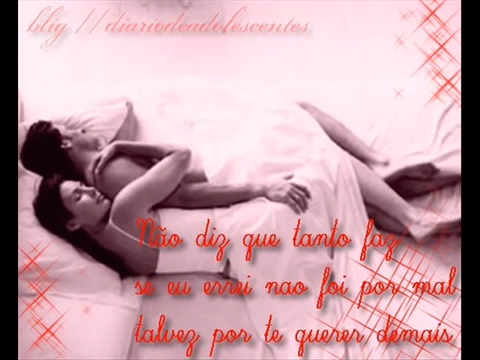 blig //diariodeadolescentes
Não diz que tanto faz
se eu errei nao foi por mal
talvez por te querer demais